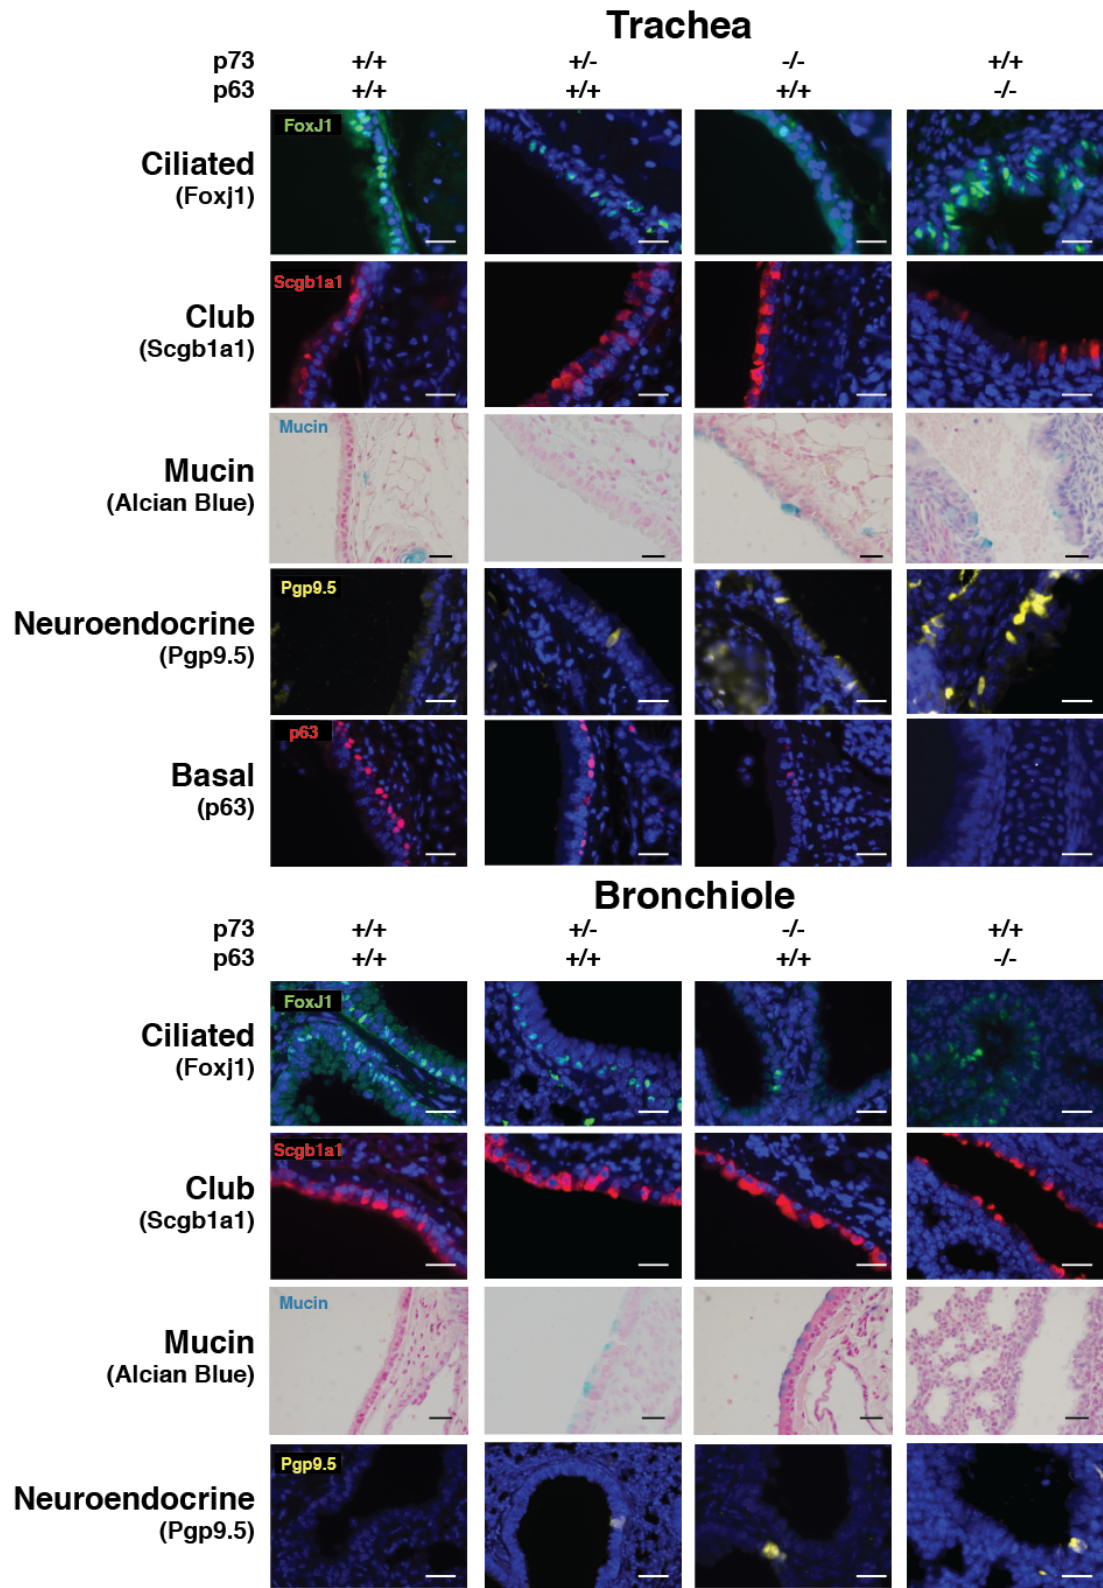 Trachea
p73 +/+ +/- -/- +/+
p63 +/+ +/+ +/+ -/-
FoxJ1
Ciliated
(Foxj1)
Scgb1a1
Club
(Scgb1a1)
Mucin
Mucin
(Alcian Blue)
Pgp9.5
Neuroendocrine
(Pgp9.5)
p63
Basal
(p63)
Bronchiole
p73 +/+ +/- -/- +/+
p63 +/+ +/+ +/+ -/-
FoxJ1
Ciliated
(Foxj1)
Scgb1a1
Club
(Scgb1a1)
Mucin
Mucin
(Alcian Blue)
Pgp9.5
Neuroendocrine
(Pgp9.5)